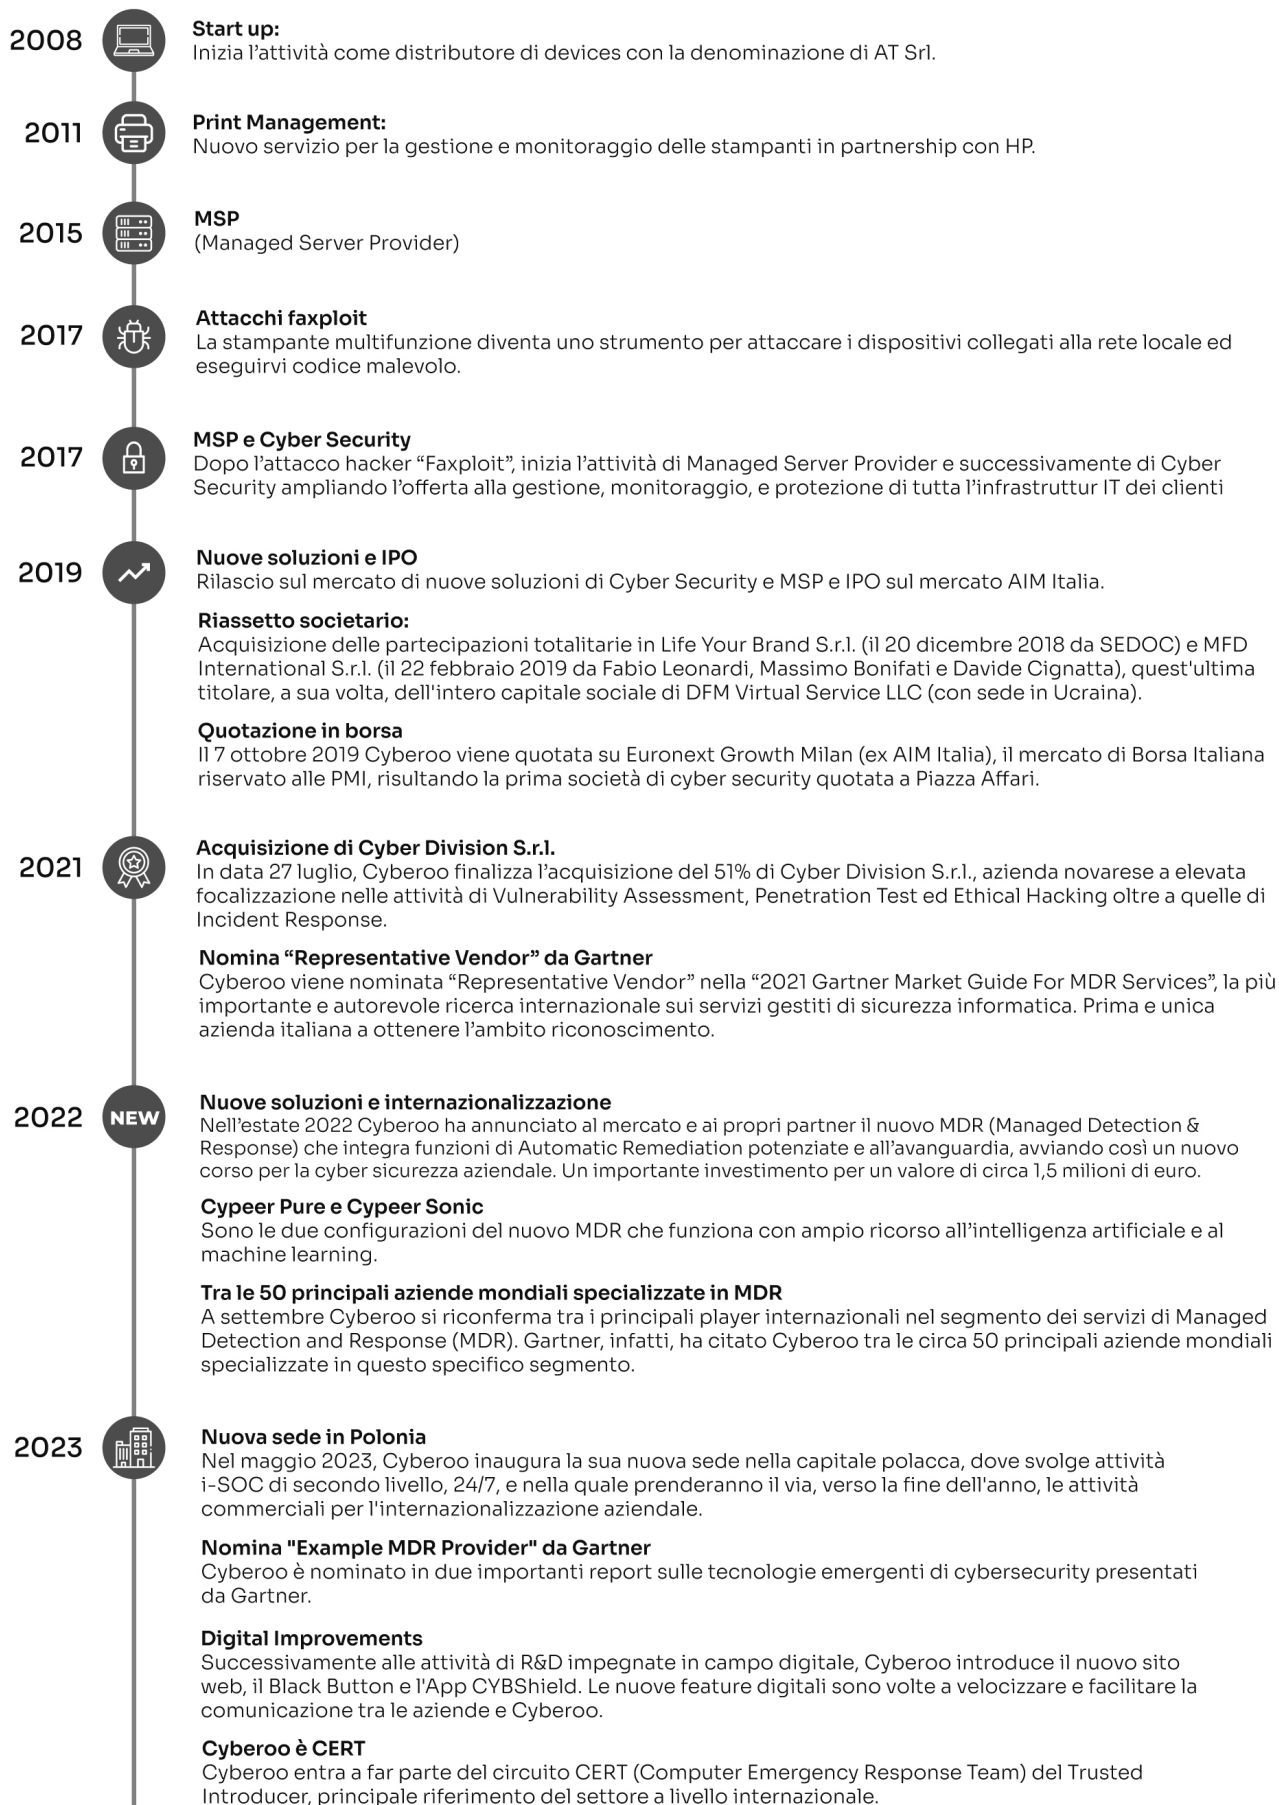 2008
Start up:
Inizia l’attività come distributore di devices con la denominazione di AT Srl.
2011
Print Management:
Nuovo servizio per la gestione e monitoraggio delle stampanti in partnership con HP.
2015
MSP
(Managed Server Provider)
2017
Attacchi faxploit
La stampante multifunzione diventa uno strumento per attaccare i dispositivi collegati alla rete locale ed
eseguirvi codice malevolo.
2017
MSP e Cyber Security
Dopo l’attacco hacker “Faxploit”, inizia l’attività di Managed Server Provider e successivamente di Cyber
Security ampliando l’offerta alla gestione, monitoraggio, e protezione di tutta l’infrastruttur IT dei clienti
2019
Nuove soluzioni e IPO
Rilascio sul mercato di nuove soluzioni di Cyber Security e MSP e IPO sul mercato AIM Italia.
Riassetto societario:
Acquisizione delle partecipazioni totalitarie in Life Your Brand S.r.l. (il 20 dicembre 2018 da SEDOC) e MFD
International S.r.l. (il 22 febbraio 2019 da Fabio Leonardi, Massimo Bonifati e Davide Cignatta), quest'ultima
titolare, a sua volta, dell'intero capitale sociale di DFM Virtual Service LLC (con sede in Ucraina).
Quotazione in borsa
Il 7 ottobre 2019 Cyberoo viene quotata su Euronext Growth Milan (ex AIM Italia), il mercato di Borsa Italiana
riservato alle PMI, risultando la prima società di cyber security quotata a Piazza Affari.
2021
Acquisizione di Cyber Division S.r.l.
In data 27 luglio, Cyberoo finalizza l’acquisizione del 51% di Cyber Division S.r.l., azienda novarese a elevata
focalizzazione nelle attività di Vulnerability Assessment, Penetration Test ed Ethical Hacking oltre a quelle di
Incident Response.
Nomina “Representative Vendor” da Gartner
Cyberoo viene nominata “Representative Vendor” nella “2021 Gartner Market Guide For MDR Services”, la più
importante e autorevole ricerca internazionale sui servizi gestiti di sicurezza informatica. Prima e unica
azienda italiana a ottenere l’ambito riconoscimento.
2022
NEW
Nuove soluzioni e internazionalizzazione
Nell’estate 2022 Cyberoo ha annunciato al mercato e ai propri partner il nuovo MDR (Managed Detection &
Response) che integra funzioni di Automatic Remediation potenziate e all’avanguardia, avviando così un nuovo
corso per la cyber sicurezza aziendale. Un importante investimento per un valore di circa 1,5 milioni di euro.
Cypeer Pure e Cypeer Sonic
Sono le due configurazioni del nuovo MDR che funziona con ampio ricorso all’intelligenza artificiale e al
machine learning.
Tra le 50 principali aziende mondiali specializzate in MDR
A settembre Cyberoo si riconferma tra i principali player internazionali nel segmento dei servizi di Managed
Detection and Response (MDR). Gartner, infatti, ha citato Cyberoo tra le circa 50 principali aziende mondiali
specializzate in questo specifico segmento.
2023
Nuova sede in Polonia
Nel maggio 2023, Cyberoo inaugura la sua nuova sede nella capitale polacca, dove svolge attività
i-SOC di secondo livello, 24/7, e nella quale prenderanno il via, verso la fine dell'anno, le attività
commerciali per l'internazionalizzazione aziendale.
Nomina "Example MDR Provider" da Gartner
Cyberoo è nominato in due importanti report sulle tecnologie emergenti di cybersecurity presentati
da Gartner.
Digital Improvements
Successivamente alle attività di R&D impegnate in campo digitale, Cyberoo introduce il nuovo sito
web, il Black Button e l'App CYBShield. Le nuove feature digitali sono volte a velocizzare e facilitare la
comunicazione tra le aziende e Cyberoo.
Cyberoo è CERT
Cyberoo entra a far parte del circuito CERT (Computer Emergency Response Team) del Trusted
Introducer, principale riferimento del settore a livello internazionale.